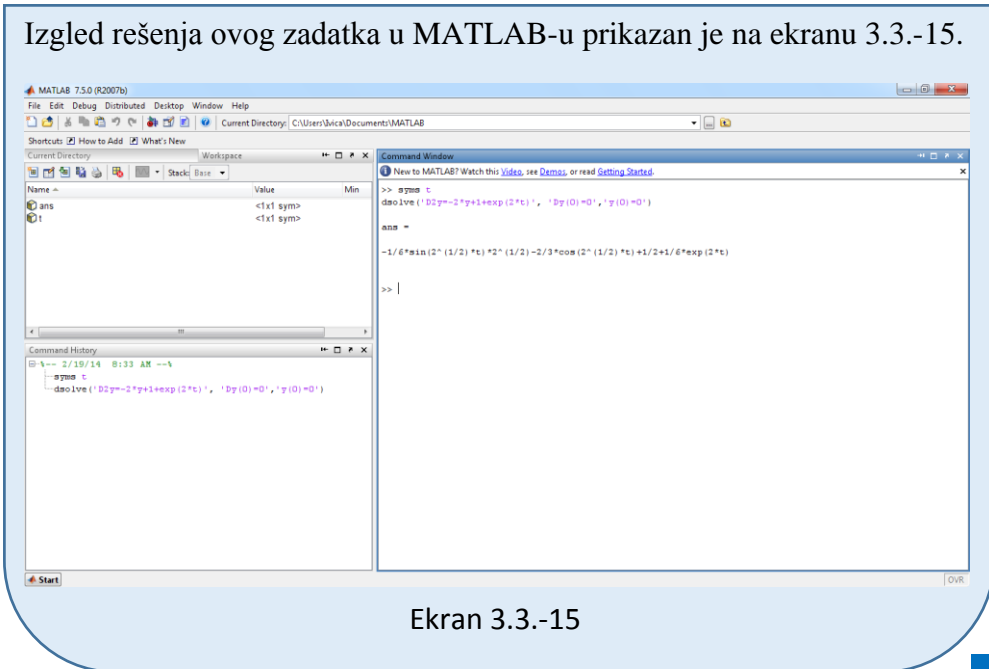 Izgled rešenja ovog zadatka u MATLAB-u prikazan je na ekranu 3.3.-15.
MATLAB 7.5.0 (R2007b)
File Edit Debug Distributed Desktop Window Help
Current Directory: C:\Users\Ivica\Documents\MATLAB
Shortcuts How to Add What's New
Current Directory Workspace
Stack: Base
Name Value Min
ans <1x1 sym>
t <1x1 sym>
Command History
%-- 2/19/14 8:33 AM --%
syms t
dsolve('D2y=-2*y+1+exp(2*t)', 'Dy(0)=0','y(0)=0')
Command Window
New to MATLAB? Watch this Video, see Demos, or read Getting Started.
>> syms t
dsolve('D2y=-2*y+1+exp(2*t)', 'Dy(0)=0','y(0)=0')
ans =
-1/6*sin(2^(1/2)*t)*2^(1/2)-2/3*cos(2^(1/2)*t)+1/2+1/6*exp(2*t)
>>
Start
OVR
Ekran 3.3.-15